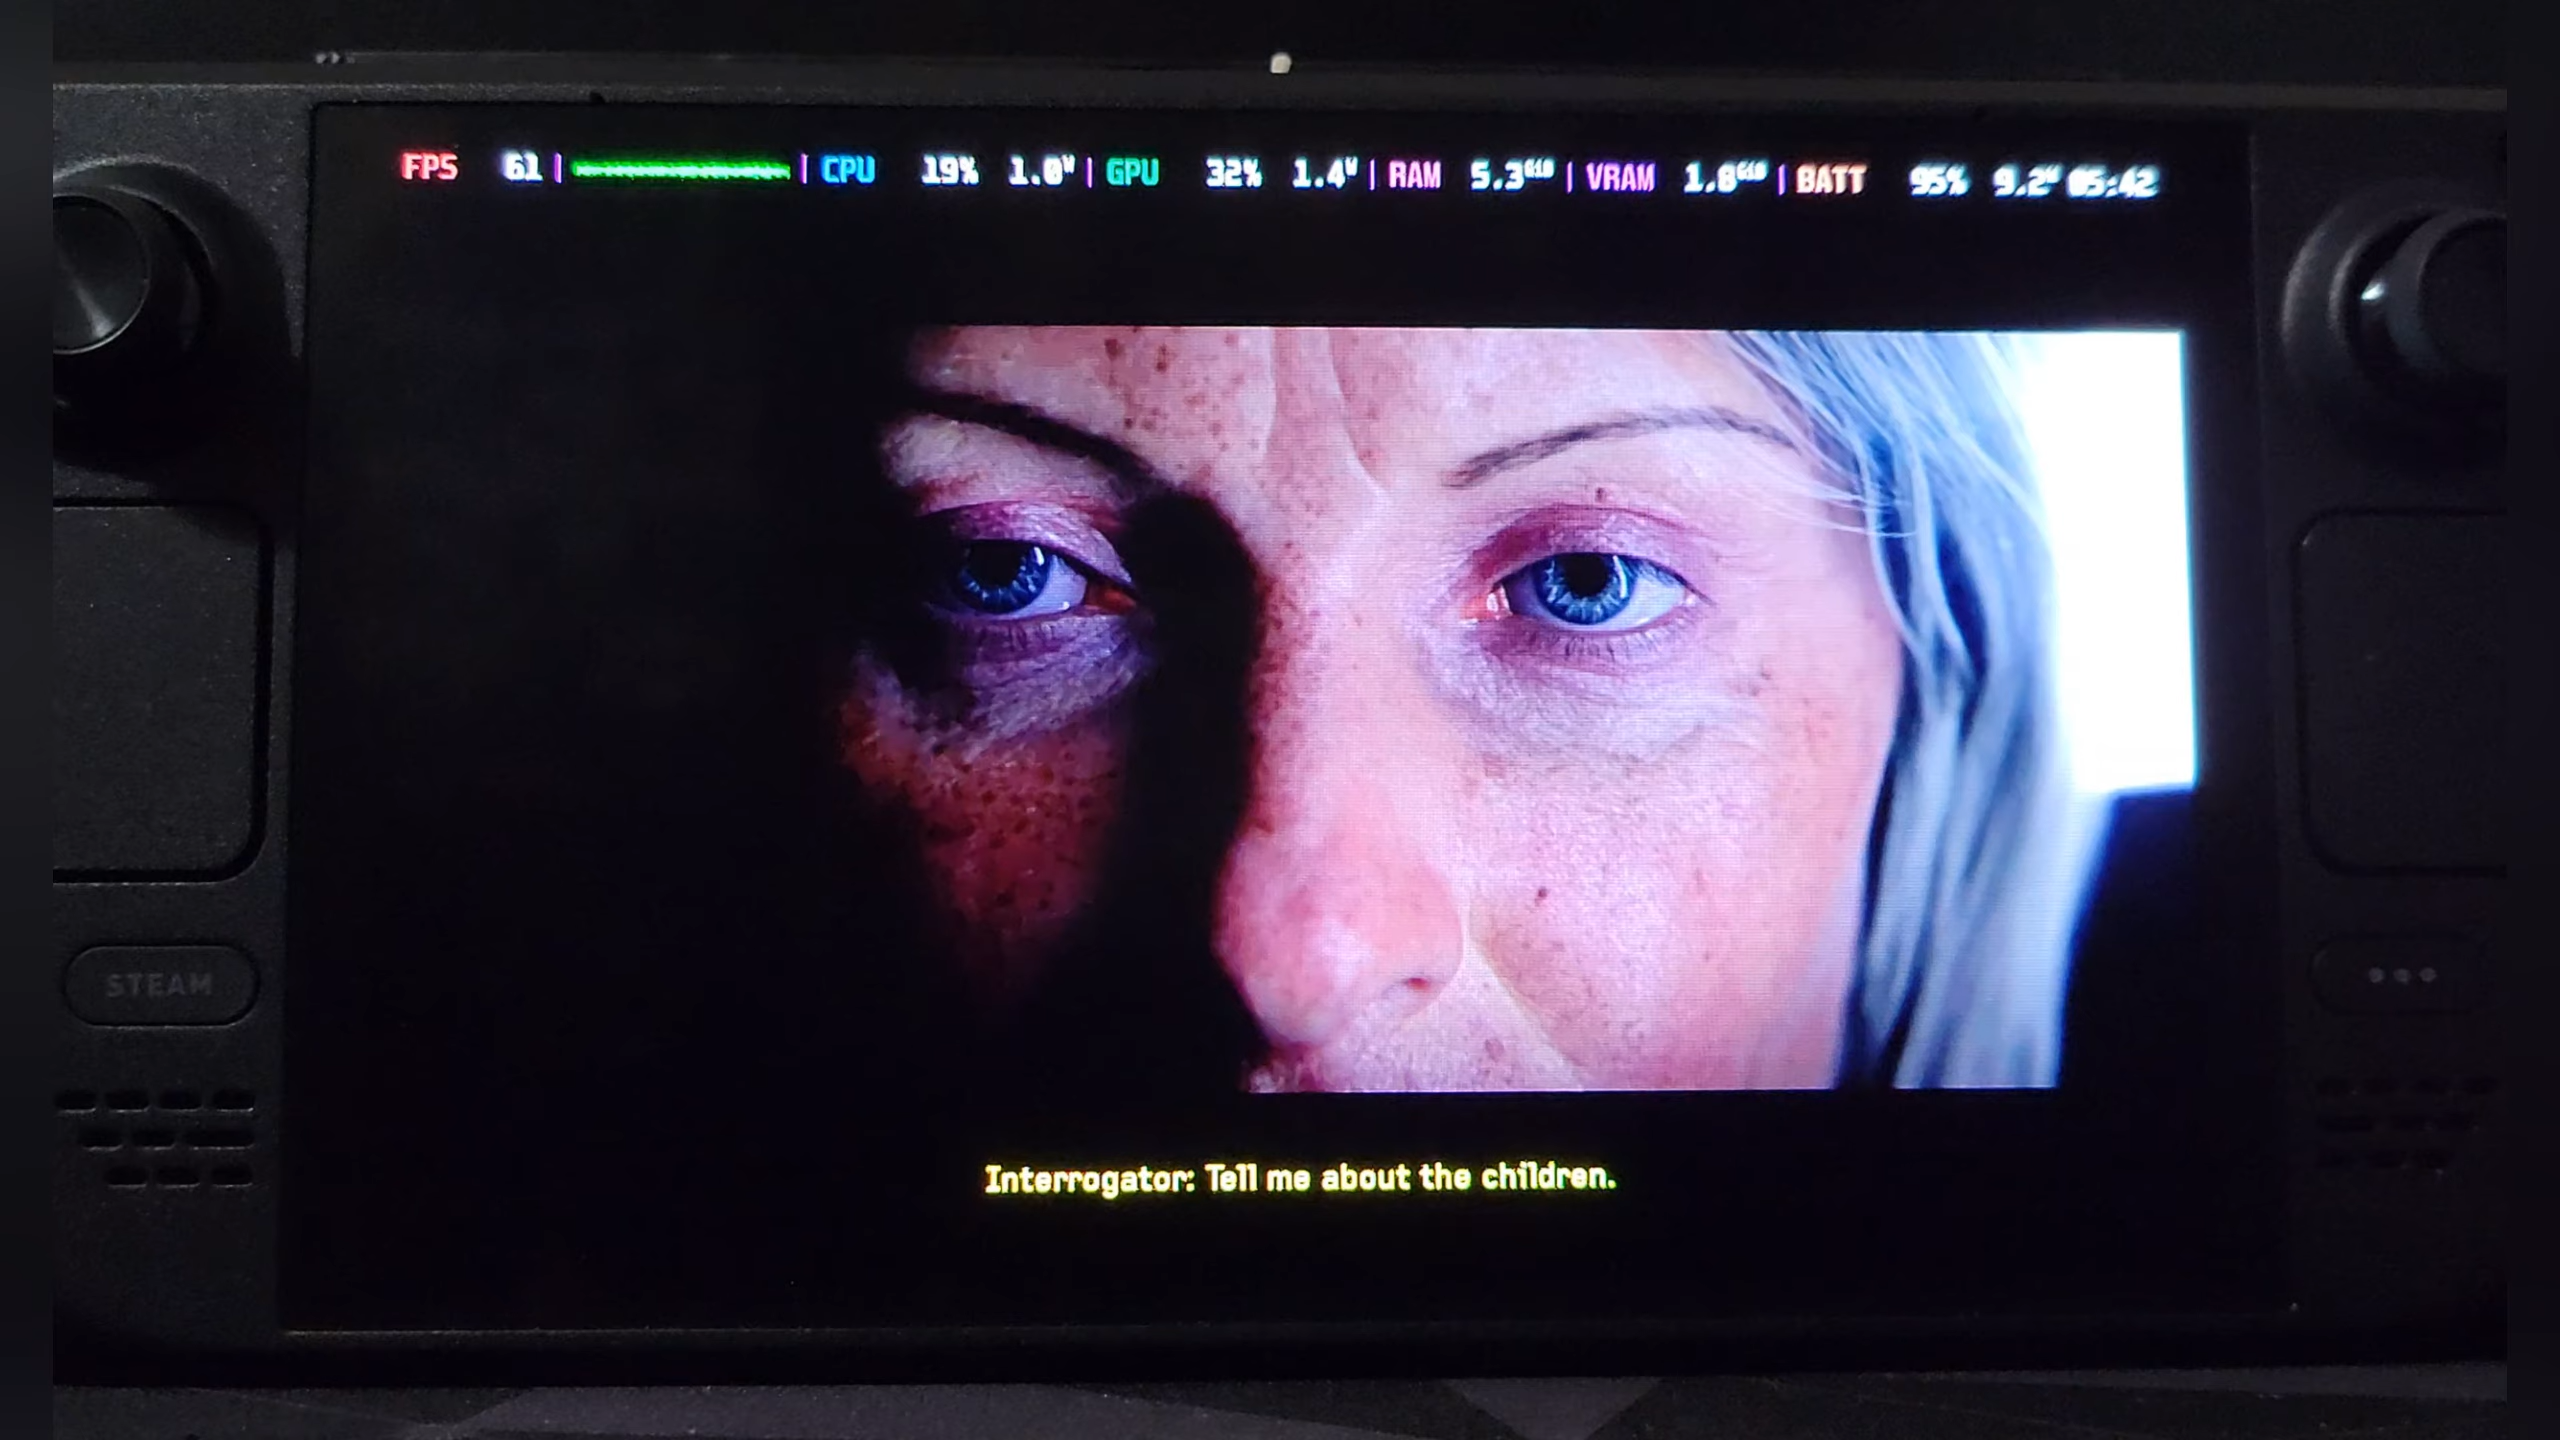 FPS 61 | | CPU 19% 1.0W | GPU 32% 1.4W | RAM 5.3GiB | VRAM 1.8GiB | BATT 95% 9.2W 05:42
STEAM
Interrogator: Tell me about the children.